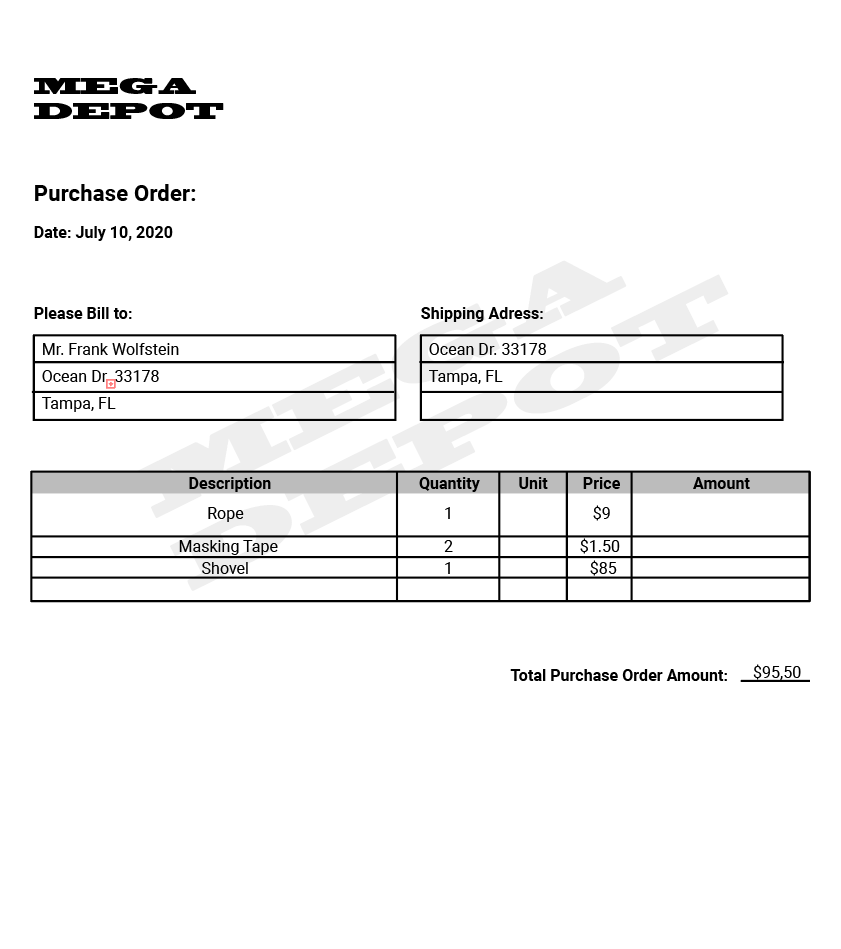 MEGA
DEPOT
Purchase Order:
Date: July 10, 2020
Please Bill to: Shipping Adress:
Mr. Frank Wolfstein Ocean Dr. 33178
Ocean Dr. 33178 Tampa, FL
Tampa, FL
MEGA
DEPOT
Description Quantity Unit Price Amount
Rope 1 $9
Masking Tape 2 $1.50
Shovel 1 $85
Total Purchase Order Amount: $95,50